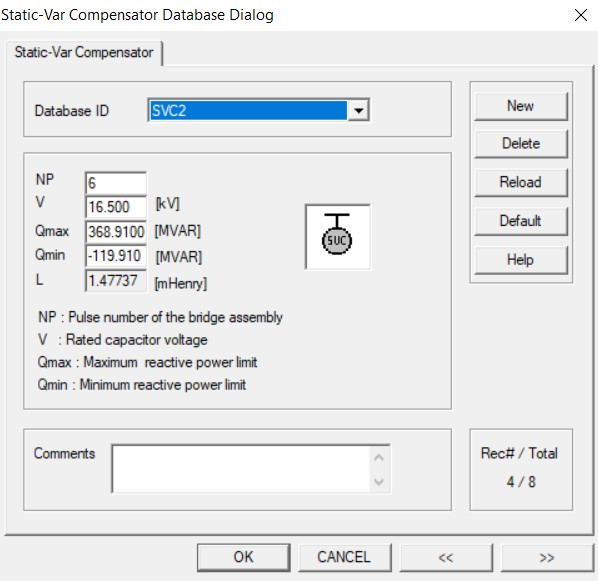 Static-Var Compensator Database Dialog
Static-Var Compensator
Database ID SVC2
New
Delete
Reload
Default
Help
NP 6
V 16.500 [kV]
Qmax 368.9100 [MVAR]
Qmin -119.910 [MVAR]
L 1.47737 [mHenry]
SVC
NP : Pulse number of the bridge assembly
V : Rated capacitor voltage
Qmax : Maximum reactive power limit
Qmin : Minimum reactive power limit
Comments
Rec# / Total
4 / 8
OK CANCEL << >>